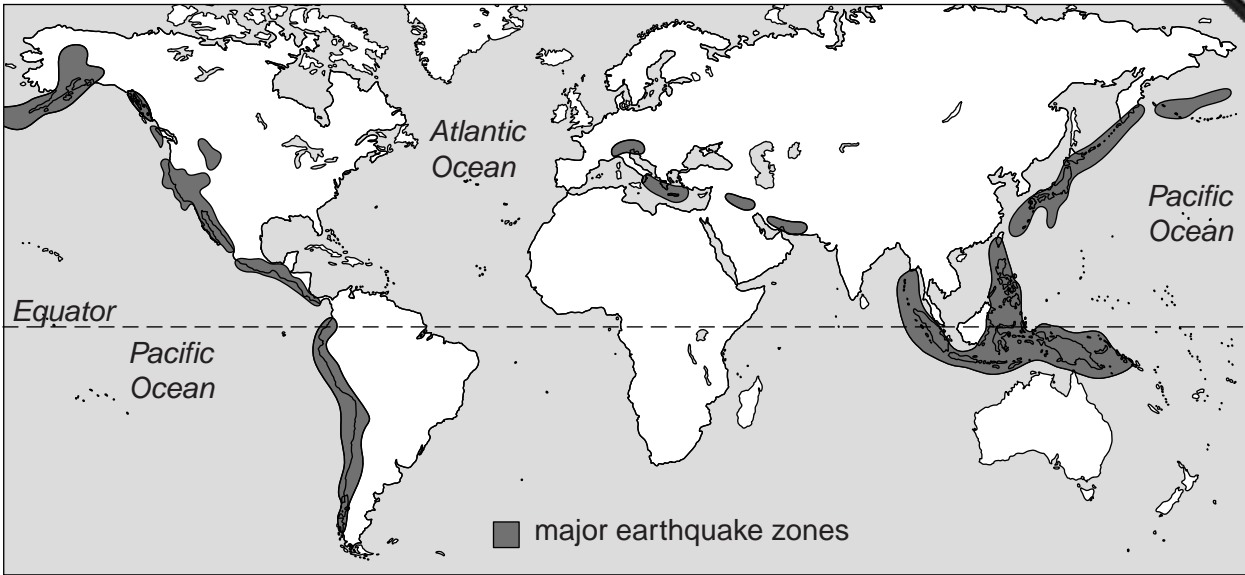 Atlantic
Ocean
Pacific
Ocean
Equator
Pacific
Ocean
major earthquake zones